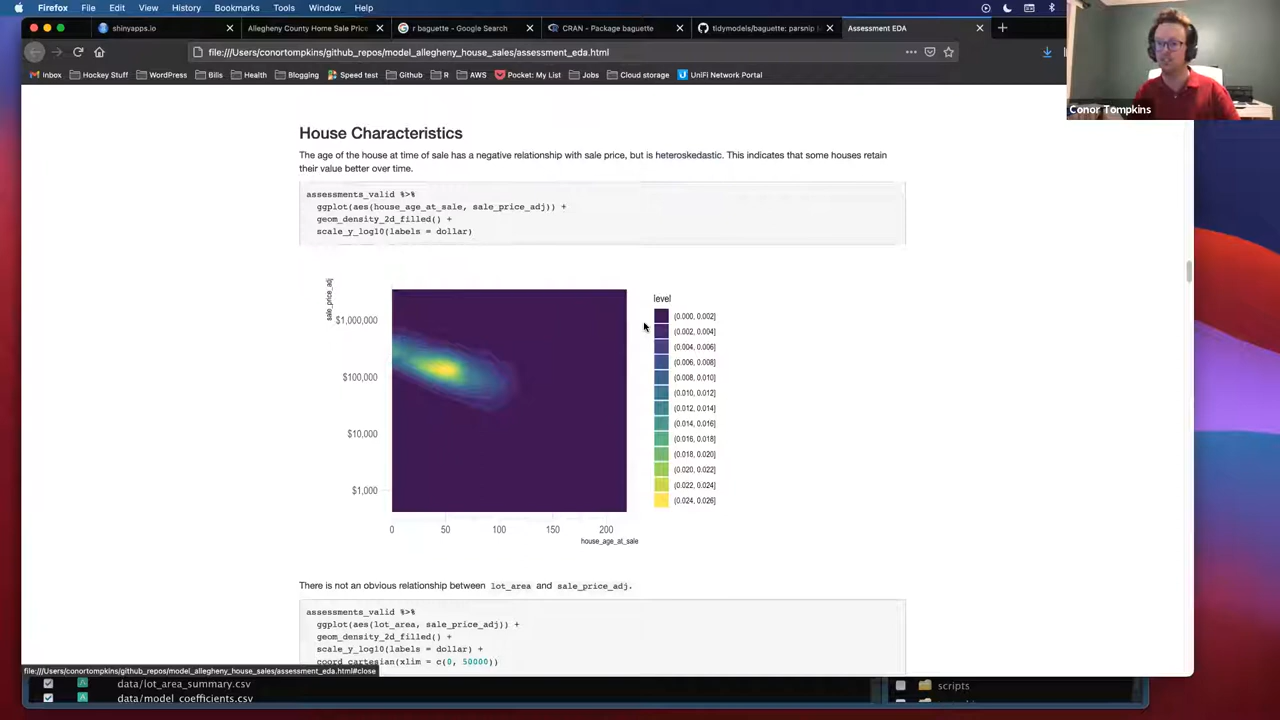 Firefox File Edit View History Bookmarks Tools Window Help
shinyapps.io
Allegheny County Home Sale Price
r baguette - Google Search
CRAN - Package baguette
tidymodels/baguette: parsnip M
Assessment EDA
file:///Users/conortompkins/github_repos/model_allegheny_house_sales/assessment_eda.html
Inbox Hockey Stuff WordPress Bills Health Blogging Speed test Github R AWS Pocket: My List Jobs Cloud storage UniFi Network Portal
Conor Tompkins
House Characteristics
The age of the house at time of sale has a negative relationship with sale price, but is heteroskedastic. This indicates that some houses retain
their value better over time.
assessments_valid %>%
ggplot(aes(house_age_at_sale, sale_price_adj)) +
geom_density_2d_filled() +
scale_y_log10(labels = dollar)
sale_price_adj
$1,000,000
$100,000
$10,000
$1,000
0 50 100 150 200
house_age_at_sale
level
(0.000, 0.002]
(0.002, 0.004]
(0.004, 0.006]
(0.006, 0.008]
(0.008, 0.010]
(0.010, 0.012]
(0.012, 0.014]
(0.014, 0.016]
(0.016, 0.018]
(0.018, 0.020]
(0.020, 0.022]
(0.022, 0.024]
(0.024, 0.026]
There is not an obvious relationship between lot_area and sale_price_adj.
assessments_valid %>%
ggplot(aes(lot_area, sale_price_adj)) +
geom_density_2d_filled() +
scale_y_log10(labels = dollar) +
coord_cartesian(xlim = c(0, 50000))
file:///Users/conortompkins/github_repos/model_allegheny_house_sales/assessment_eda.html#close
data/lot_area_summary.csv
data/model_coefficients.csv
scripts